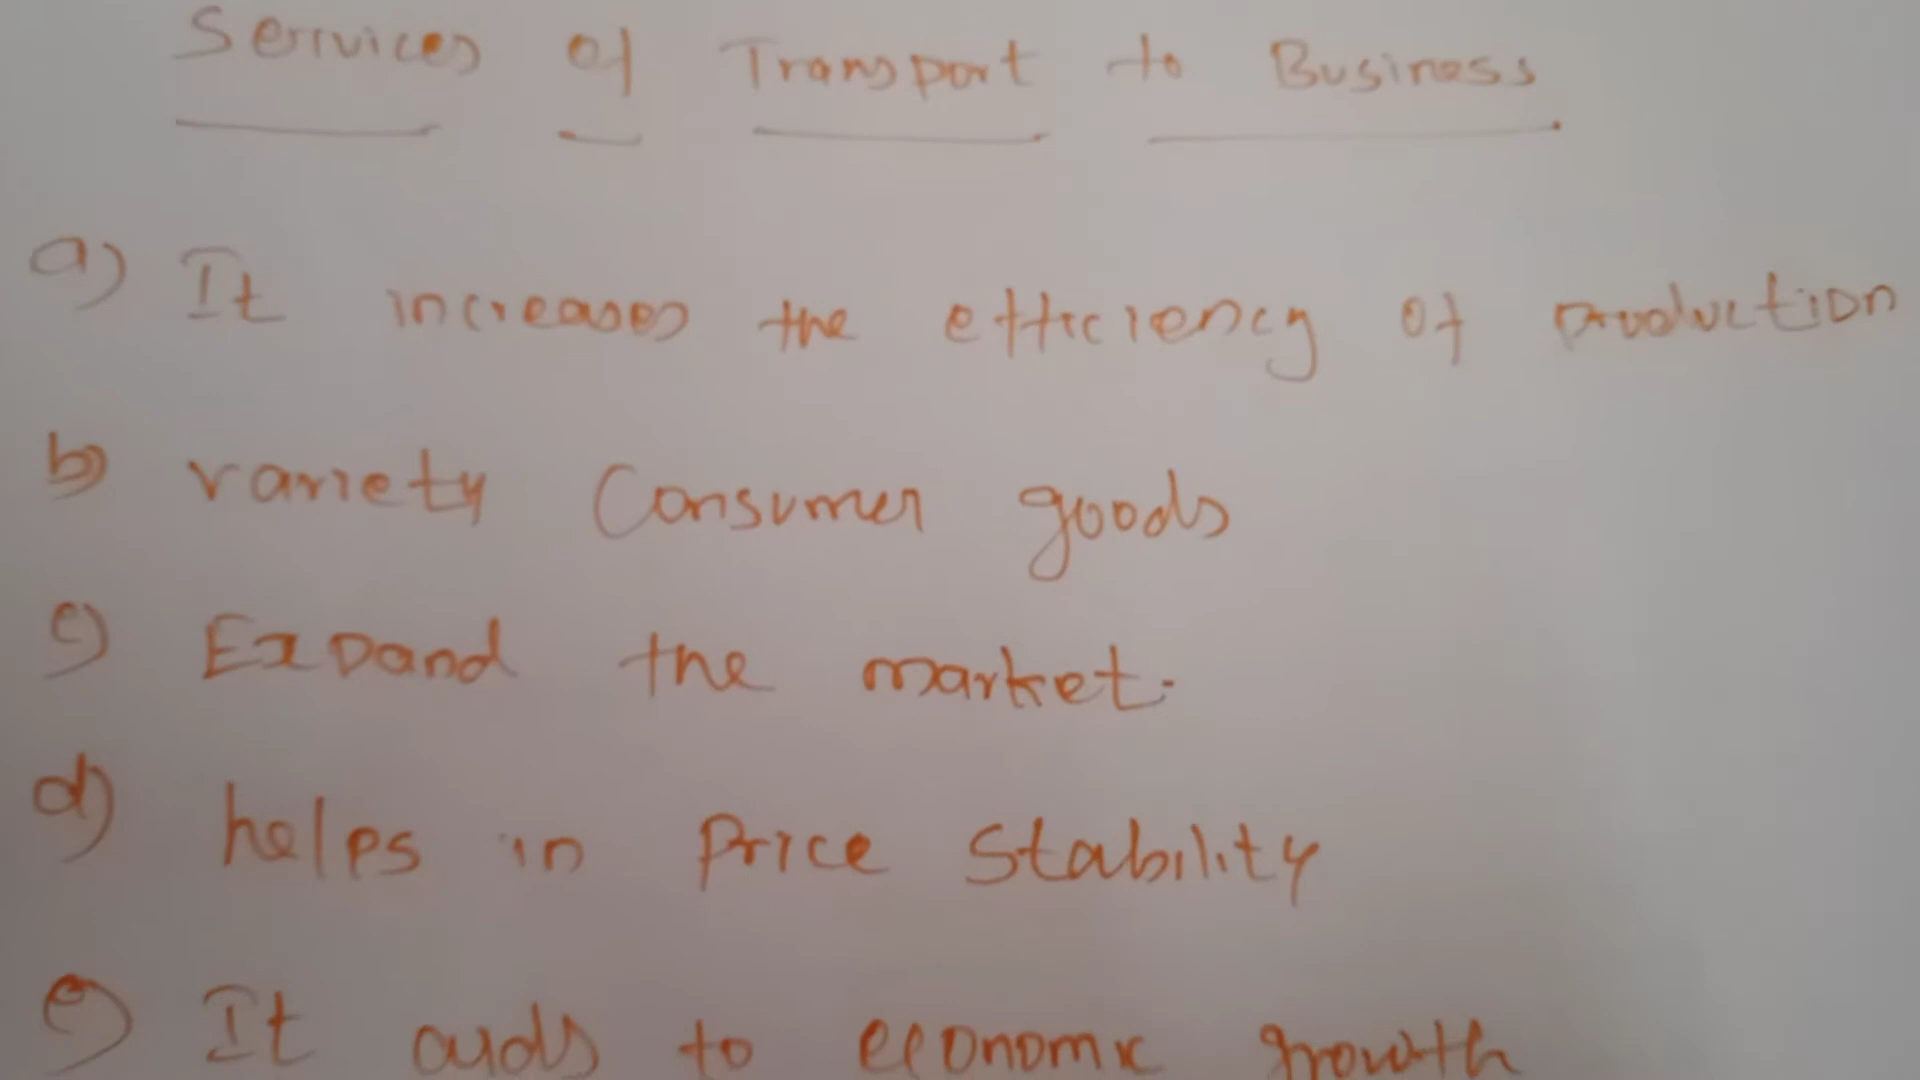 Services of Transport to Business
a) It increases the efficiency of production
b) variety Consumer goods
c) Expand the market.
d) helps in Price Stability
e) It aids to economic growth